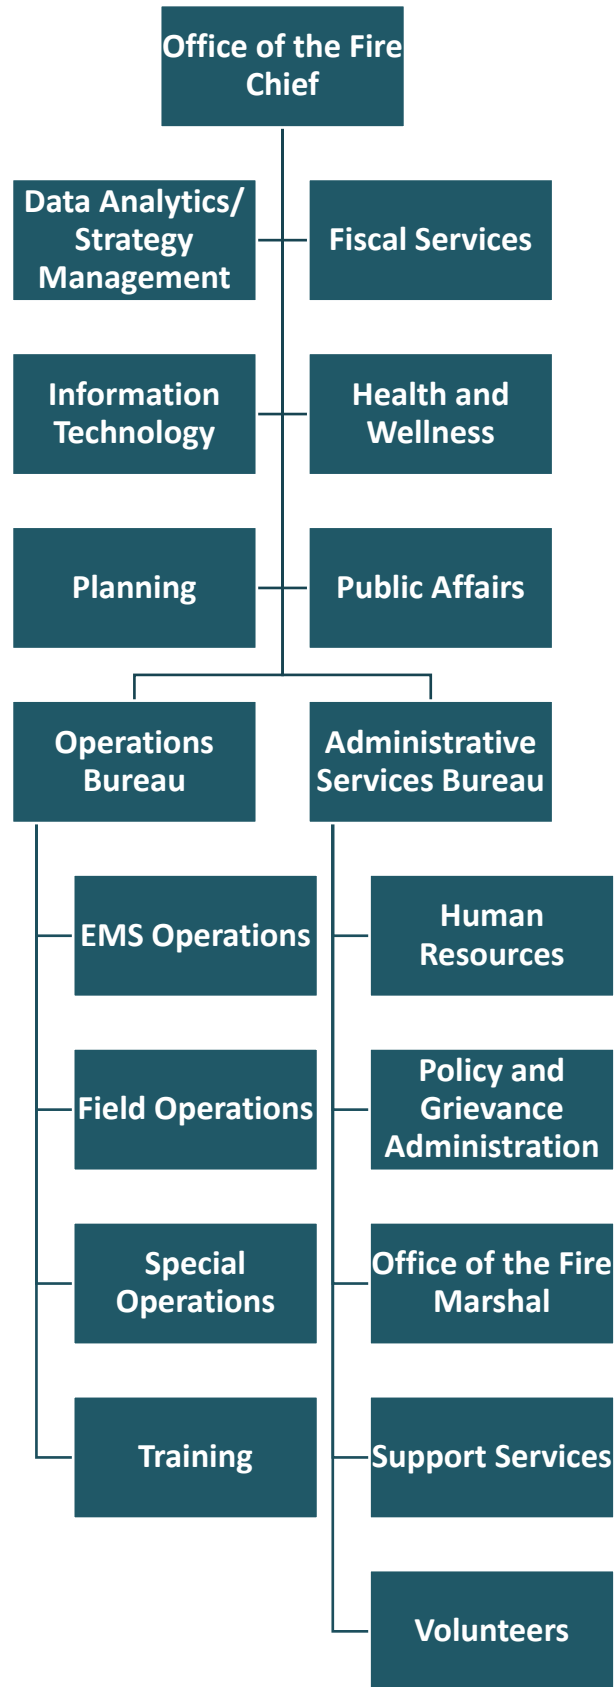 Office of the Fire
Chief
Data Analytics/
Strategy
Management
Fiscal Services
Information
Technology
Health and
Wellness
Planning
Public Affairs
Operations
Bureau
Administrative
Services Bureau
EMS Operations
Human
Resources
Field Operations
Policy and
Grievance
Administration
Special
Operations
Office of the Fire
Marshal
Training
Support Services
Volunteers